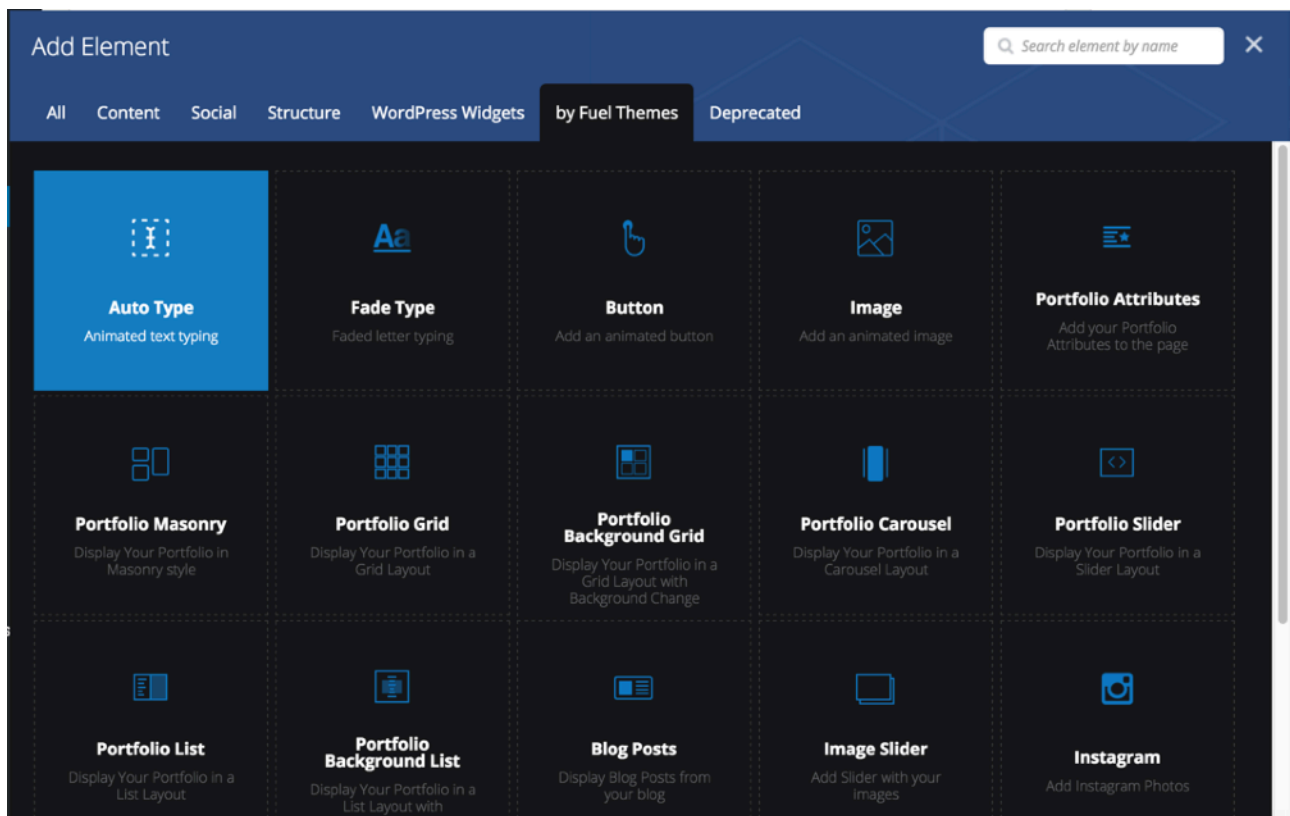 Add Element
Search element by name
All Content Social Structure WordPress Widgets by Fuel Themes Deprecated
Auto Type
Animated text typing
Aa
Fade Type
Faded letter typing
Button
Add an animated button
Image
Add an animated image
Portfolio Attributes
Add your Portfolio
Attributes to the page
Portfolio Masonry
Display Your Portfolio in
Masonry style
Portfolio Grid
Display Your Portfolio in a
Grid Layout
Portfolio
Background Grid
Display Your Portfolio in a
Grid Layout with
Background Change
Portfolio Carousel
Display Your Portfolio in a
Carousel Layout
Portfolio Slider
Display Your Portfolio in a
Slider Layout
Portfolio List
Display Your Portfolio in a
List Layout
Portfolio
Background List
Display Your Portfolio in a
List Layout with
Blog Posts
Display Blog Posts from
your blog
Image Slider
Add Slider with your
images
Instagram
Add Instagram Photos